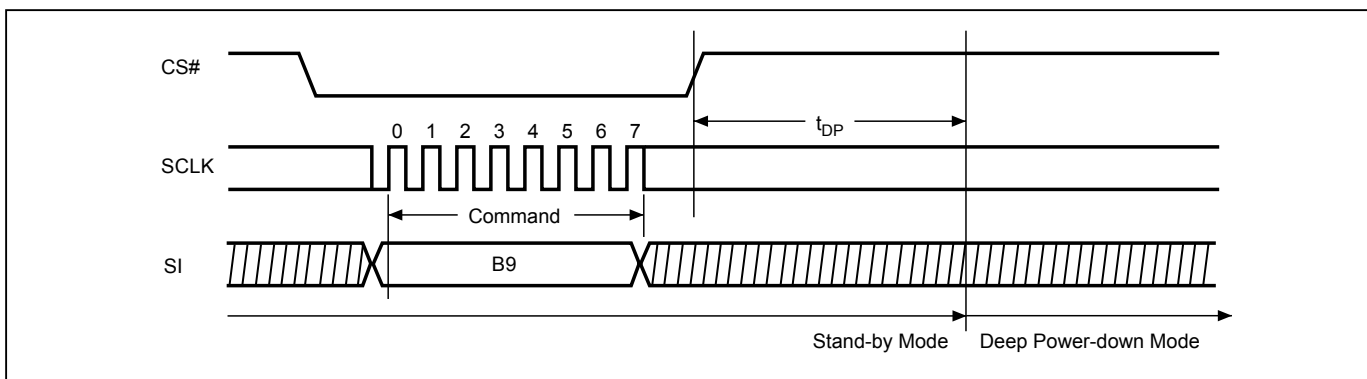 CS#
tDP
0 1 2 3 4 5 6 7
SCLK
Command
SI
B9
Stand-by Mode
Deep Power-down Mode